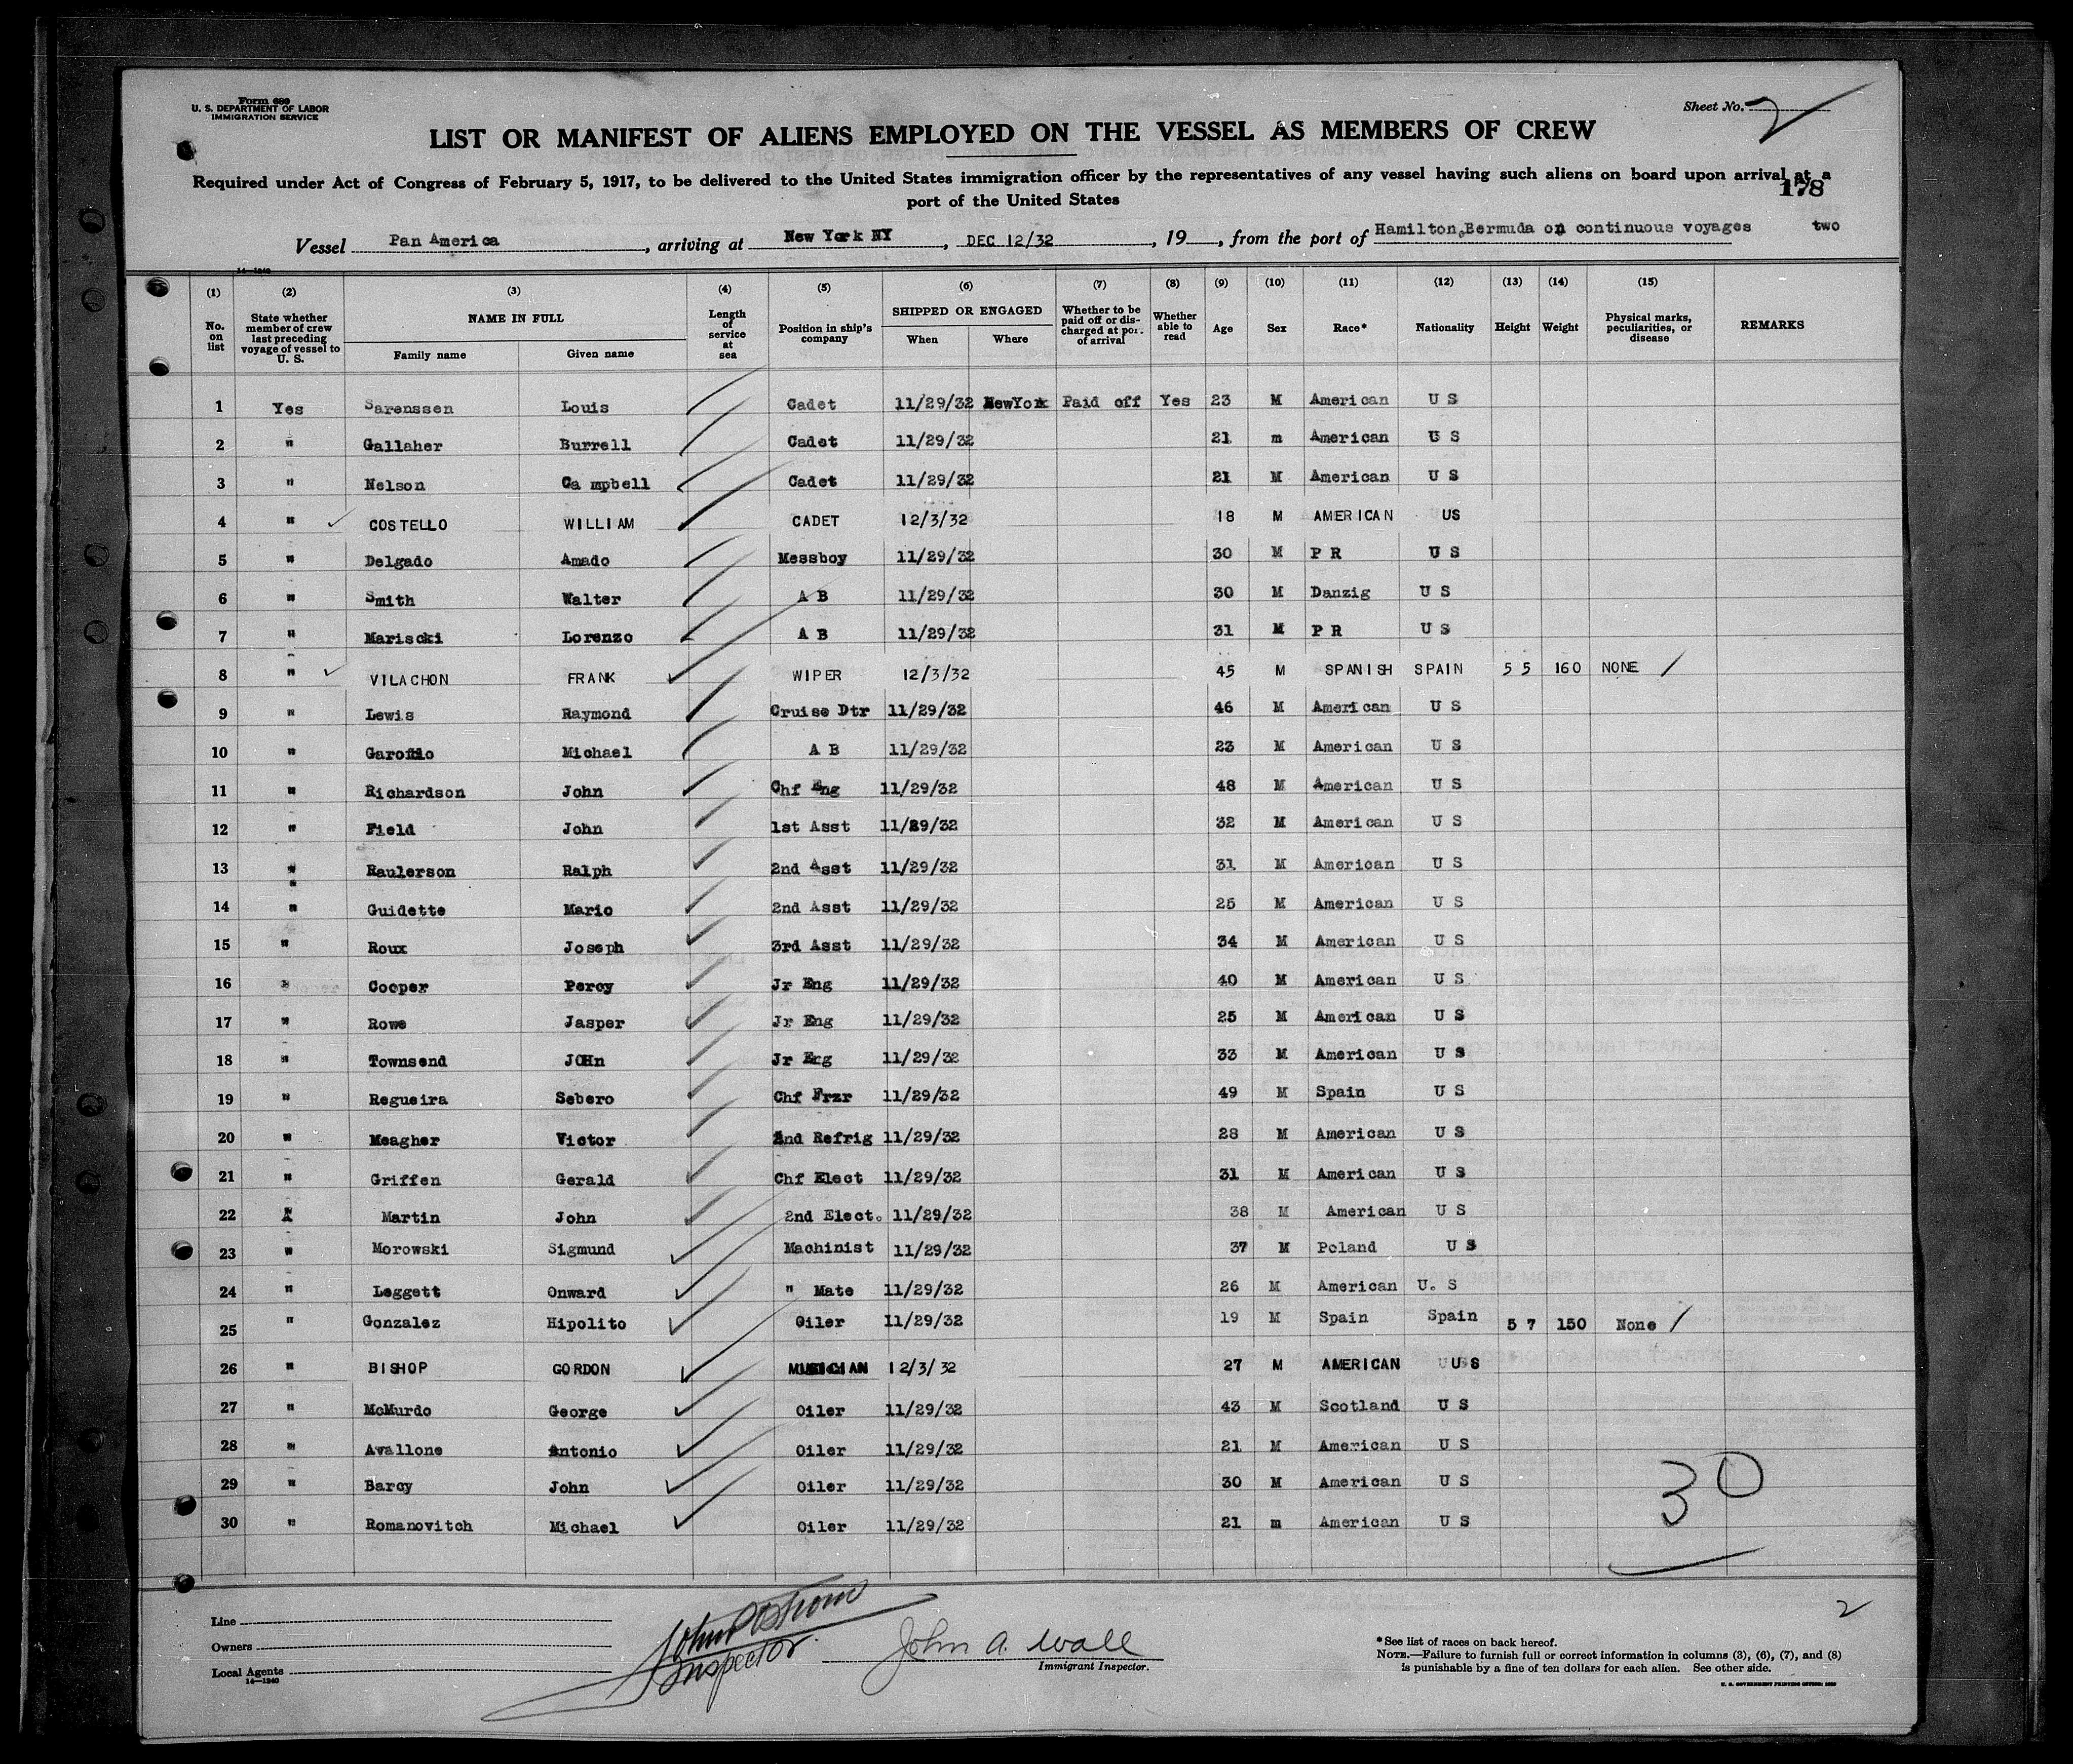 Form 680
U. S. DEPARTMENT OF LABOR
IMMIGRATION SERVICE
Sheet No. 2
LIST OR MANIFEST OF ALIENS EMPLOYED ON THE VESSEL AS MEMBERS OF CREW
Required under Act of Congress of February 5, 1917, to be delivered to the United States immigration officer by the representatives of any vessel having such aliens on board upon arrival at a
port of the United States
178
Vessel Pan America, arriving at New York NY, DEC 12/32, 19, from the port of Hamilton,Bermuda on continuous voyages two
14—1240
(1) No. on list (2) State whether member of crew last preceding voyage of vessel to U. S. (3) NAME IN FULL Family name Given name (4) Length of service at sea (5) Position in ship's company (6) SHIPPED OR ENGAGED When Where (7) Whether to be paid off or discharged at port of arrival (8) Whether able to read (9) Age (10) Sex (11) Race* (12) Nationality (13) Height (14) Weight (15) Physical marks, peculiarities, or disease REMARKS
1 Yes Sarenssen Louis Cadet 11/29/32 NewYork Paid off Yes 23 M American U S
2 " Gallaher Burrell Cadet 11/29/32 21 m American U S
3 " Nelson Ca mpbell Cadet 11/29/32 21 M American U S
4 " COSTELLO WILLIAM CADET 12/3/32 18 M AMERICAN US
5 " Delgado Amado Messboy 11/29/32 30 M P R U S
6 " Smith Walter A B 11/29/32 30 M Danzig U S
7 " Mariscki Lorenzo A B 11/29/32 31 M P R U S
8 " VILACHON FRANK WIPER 12/3/32 45 M SPANISH SPAIN 5 5 160 NONE /
9 " Lewis Raymond Cruise Dtr 11/29/32 46 M American U S
10 " Michael A B 11/29/32 23 M American U S
11 " Richardson John Chf Eng 11/29/32 48 M American U S
12 " Field John 1st Asst 11/29/32 32 M American U S
13 " Raulerson Ralph 2nd Asst 11/29/32 31 M American U S
14 " Guidette Mario 2nd Asst 11/29/32 25 M American U S
15 " Roux Joseph 3rd Asst 11/29/32 34 M American U S
16 " Cooper Percy Jr Eng 11/29/32 40 M American U S
17 " Rowe Jasper Jr Eng 11/29/32 25 M American U S
18 " Townsend JOHn Jr Erg 11/29/32 33 M American U S
19 " Regueira Sebero Chf Frzr 11/29/32 49 M Spain U S
20 " Meagher Victor 2nd Refrig 11/29/32 28 M American U S
21 " Griffen Gerald Chf Elect 11/29/32 31 M American U S
22 " Martin John 2nd Elect. 11/29/32 38 M American U S
23 " Morowski Sigmund Machinist 11/29/32 37 M Poland U S
24 " Leggett Onward " Mate 11/29/32 26 M American U. S
25 " Gonzalez Hipolito Oiler 11/29/32 19 M Spain Spain 5 7 150 None /
26 " BISHOP GORDON MUSICIAN 12/3/32 27 M AMERICAN U S
27 " McMurdo George Oiler 11/29/32 43 M Scotland U S
28 " Avallone Antonio Oiler 11/29/32 21 M American U S
29 " Barcy John Oiler 11/29/32 30 M American U S
30 " Romanovitch Michael Oiler 11/29/32 21 m American U S
30
Line
Owners
Local Agents
14—1240
Inspector.
John A. Wall
Immigrant Inspector.
2
*See list of races on back hereof.
NOTE.—Failure to furnish full or correct information in columns (3), (6), (7), and (8)
is punishable by a fine of ten dollars for each alien. See other side.
U. S. GOVERNMENT PRINTING OFFICE: